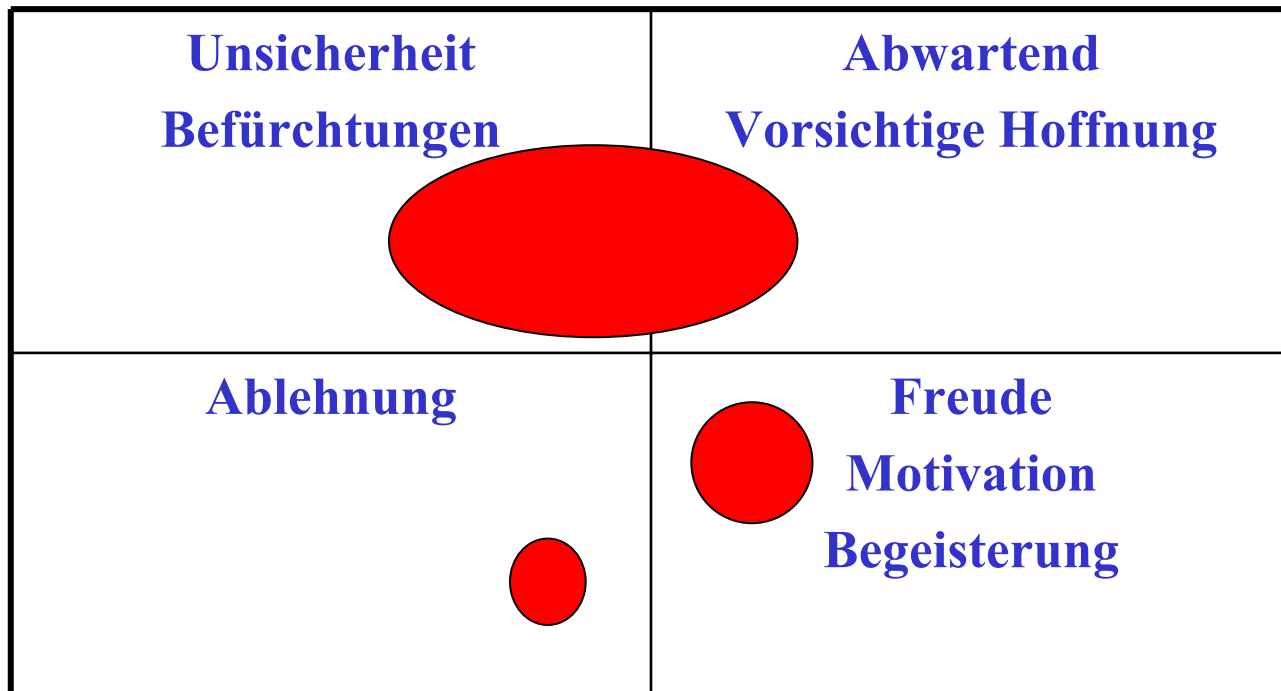 Unsicherheit
Befürchtungen
Abwartend
Vorsichtige Hoffnung
Ablehnung
Freude
Motivation
Begeisterung